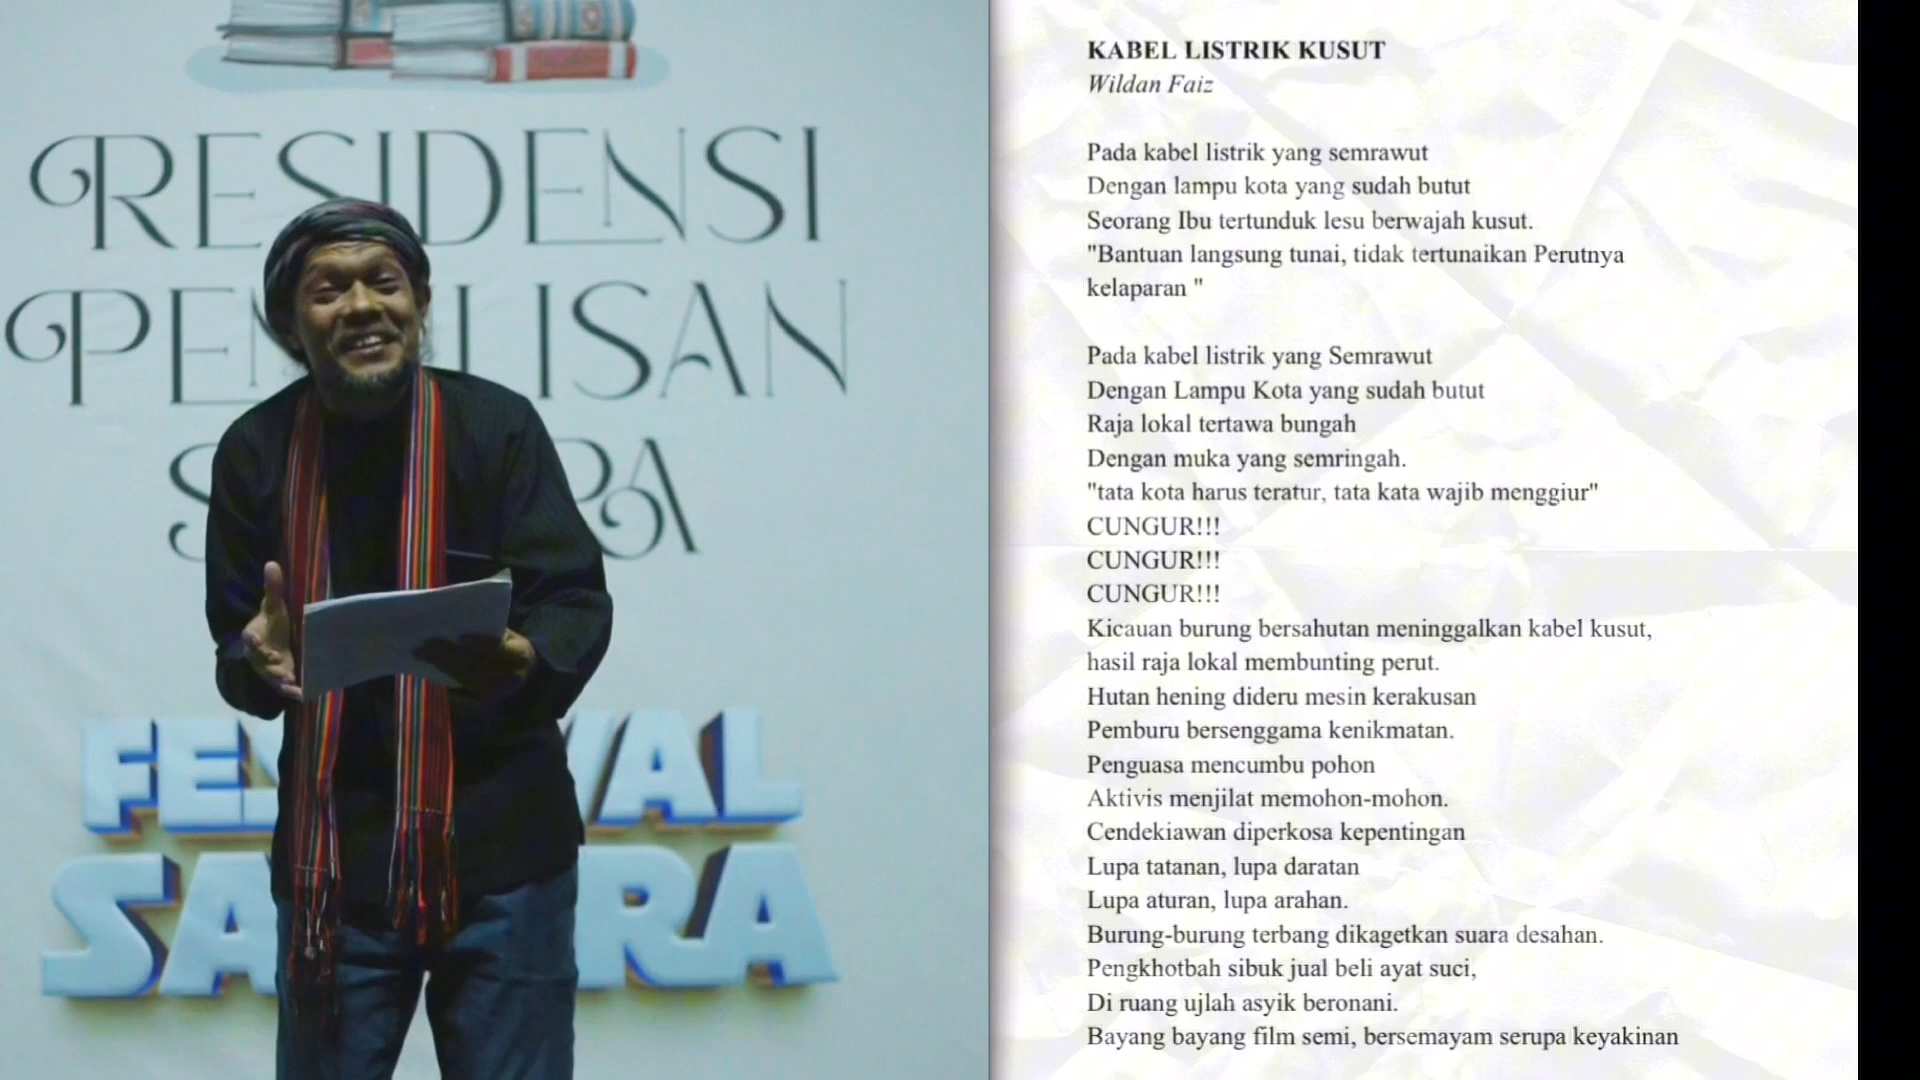 RESIDENSI
KABEL LISTRIK KUSUT
Wildan Faiz
Pada kabel listrik yang semrawut
Dengan lampu kota yang sudah butut
Seorang Ibu tertunduk lesu berwajah kusut.
"Bantuan langsung tunai, tidak tertunaikan Perutnya
kelaparan "
Pada kabel listrik yang Semrawut
Dengan Lampu Kota yang sudah butut
Raja lokal tertawa bungah
Dengan muka yang semringah.
"tata kota harus teratur, tata kata wajib menggiur"
CUNGUR!!!
CUNGUR!!!
CUNGUR!!!
Kicauan burung bersahutan meninggalkan kabel kusut,
hasil raja lokal membunting perut.
Hutan hening dideru mesin kerakusan
Pemburu bersenggama kenikmatan.
Penguasa mencumbu pohon
Aktivis menjilat memohon-mohon.
Cendekiawan diperkosa kepentingan
Lupa tatanan, lupa daratan
Lupa aturan, lupa arahan.
Burung-burung terbang dikagetkan suara desahan.
Pengkhotbah sibuk jual beli ayat suci,
Di ruang ujlah asyik beronani.
Bayang bayang film semi, bersemayam serupa keyakinan